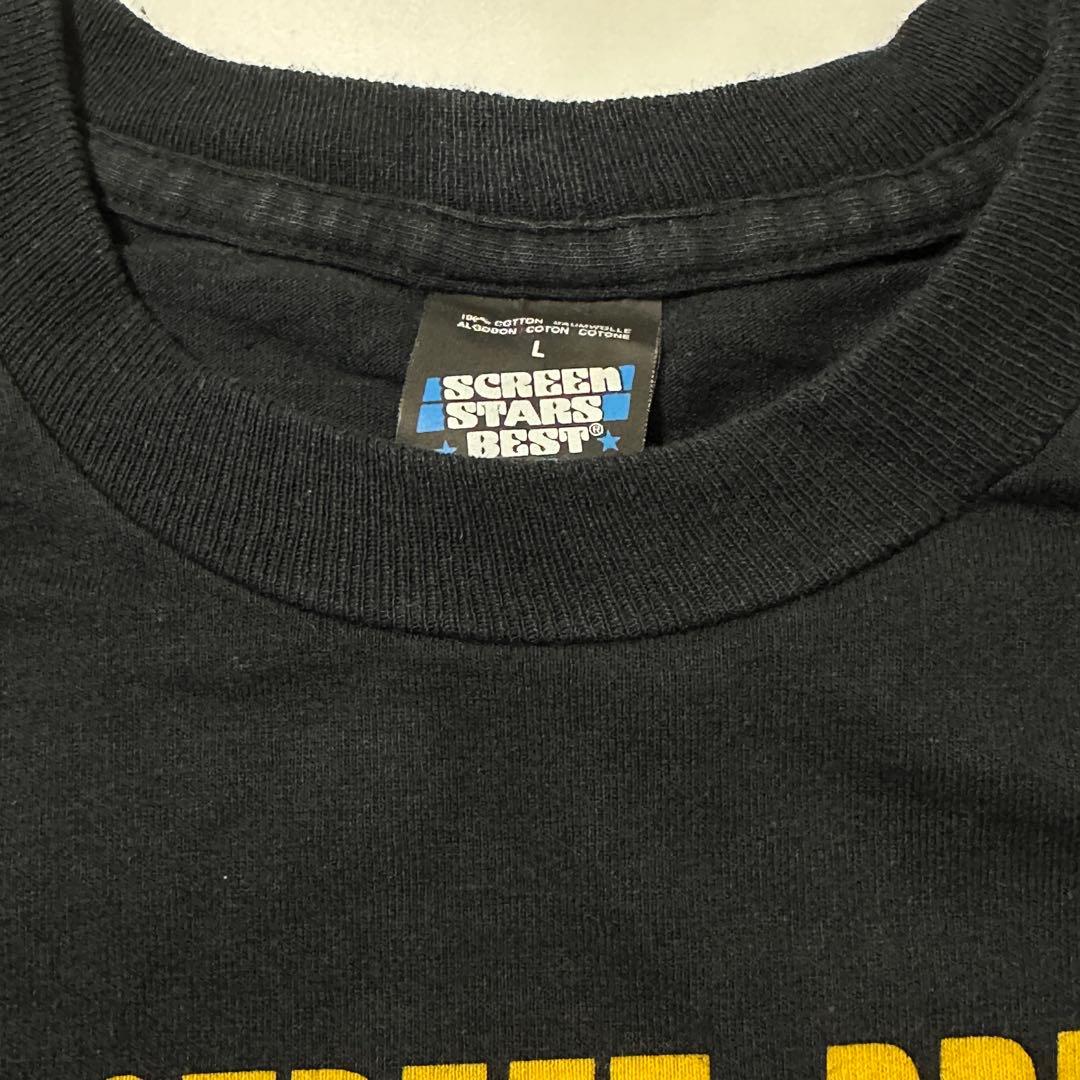 100% COTTON BAUMWOLLE
ALGODON COTON COTONE
L
SCREEN
STARS
BEST®